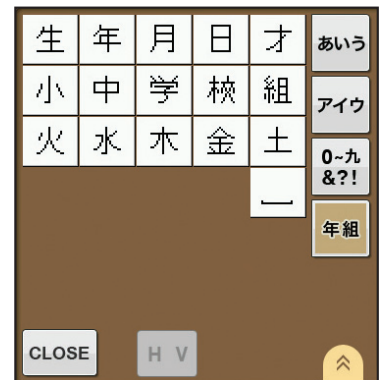 生 年 月 日 才
小 中 学 校 組
火 水 木 金 土
あいう
アイウ
0~九
&?!
年組
CLOSE
H V